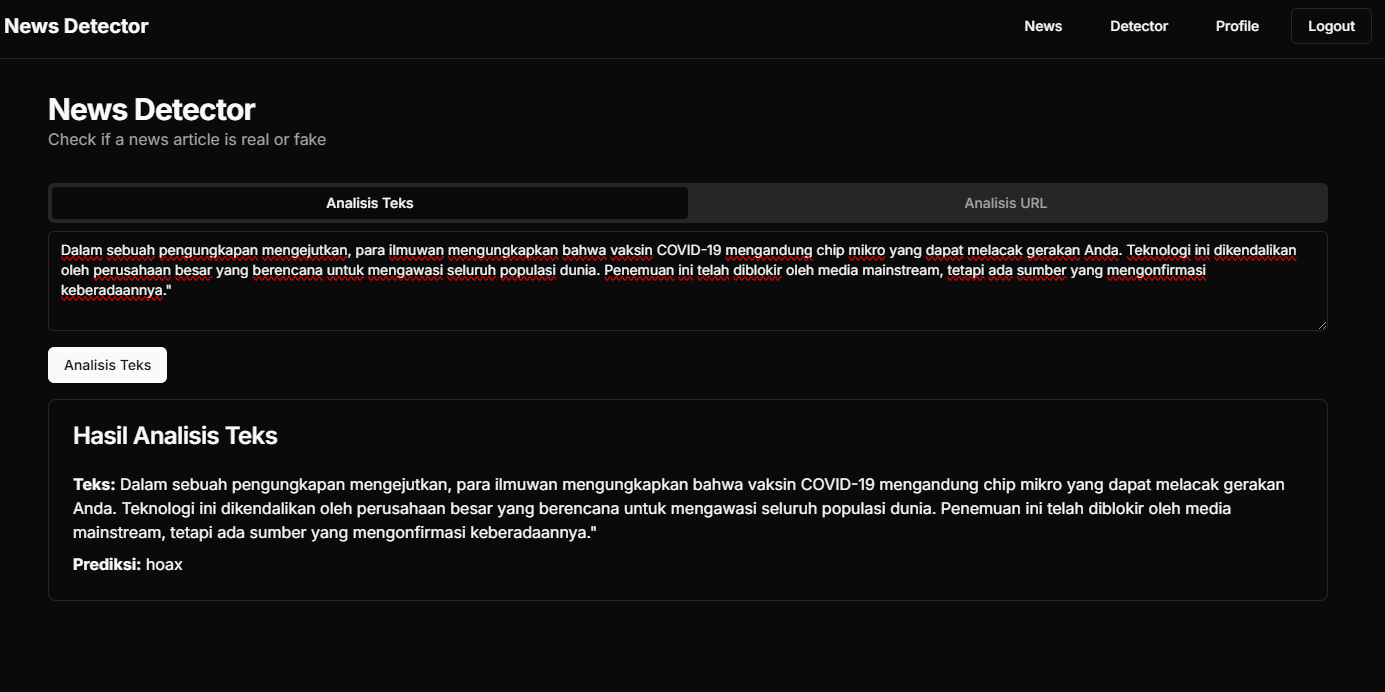 News Detector
News
Detector
Profile
Logout
News Detector
Check if a news article is real or fake
Analisis Teks
Analisis URL
Dalam sebuah pengungkapan mengejutkan, para ilmuwan mengungkapkan bahwa vaksin COVID-19 mengandung chip mikro yang dapat melacak gerakan Anda. Teknologi ini dikendalikan
oleh perusahaan besar yang berencana untuk mengawasi seluruh populasi dunia. Penemuan ini telah diblokir oleh media mainstream, tetapi ada sumber yang mengonfirmasi
keberadaannya."
Analisis Teks
Hasil Analisis Teks
Teks: Dalam sebuah pengungkapan mengejutkan, para ilmuwan mengungkapkan bahwa vaksin COVID-19 mengandung chip mikro yang dapat melacak gerakan
Anda. Teknologi ini dikendalikan oleh perusahaan besar yang berencana untuk mengawasi seluruh populasi dunia. Penemuan ini telah diblokir oleh media
mainstream, tetapi ada sumber yang mengonfirmasi keberadaannya."
Prediksi: hoax